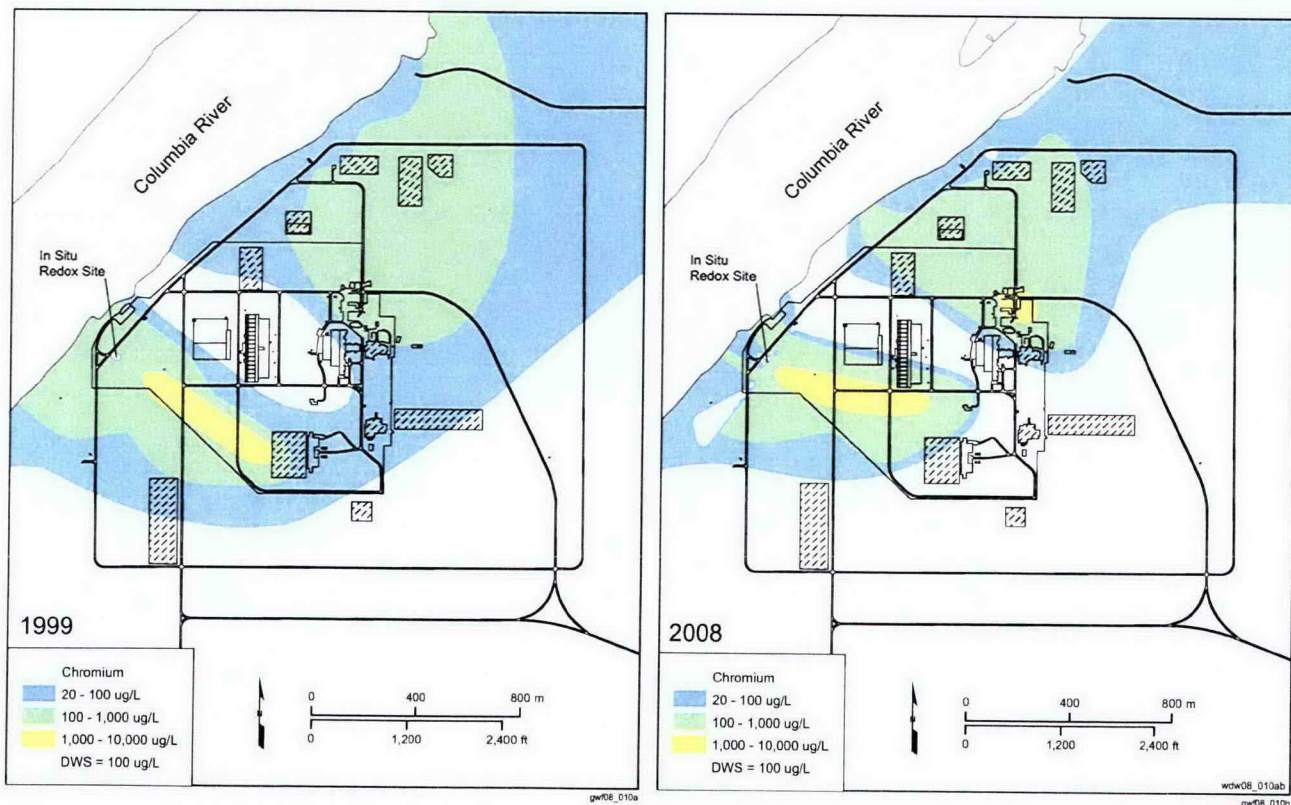 Columbia River
In Situ
Redox Site
1999
Chromium
20 - 100 ug/L
100 - 1,000 ug/L
1,000 - 10,000 ug/L
DWS = 100 ug/L
0 400 800 m
0 1,200 2,400 ft
gwf08_010a
Columbia River
In Situ
Redox Site
2008
Chromium
20 - 100 ug/L
100 - 1,000 ug/L
1,000 - 10,000 ug/L
DWS = 100 ug/L
0 400 800 m
0 1,200 2,400 ft
wdw08_010ab
gwf08_010b